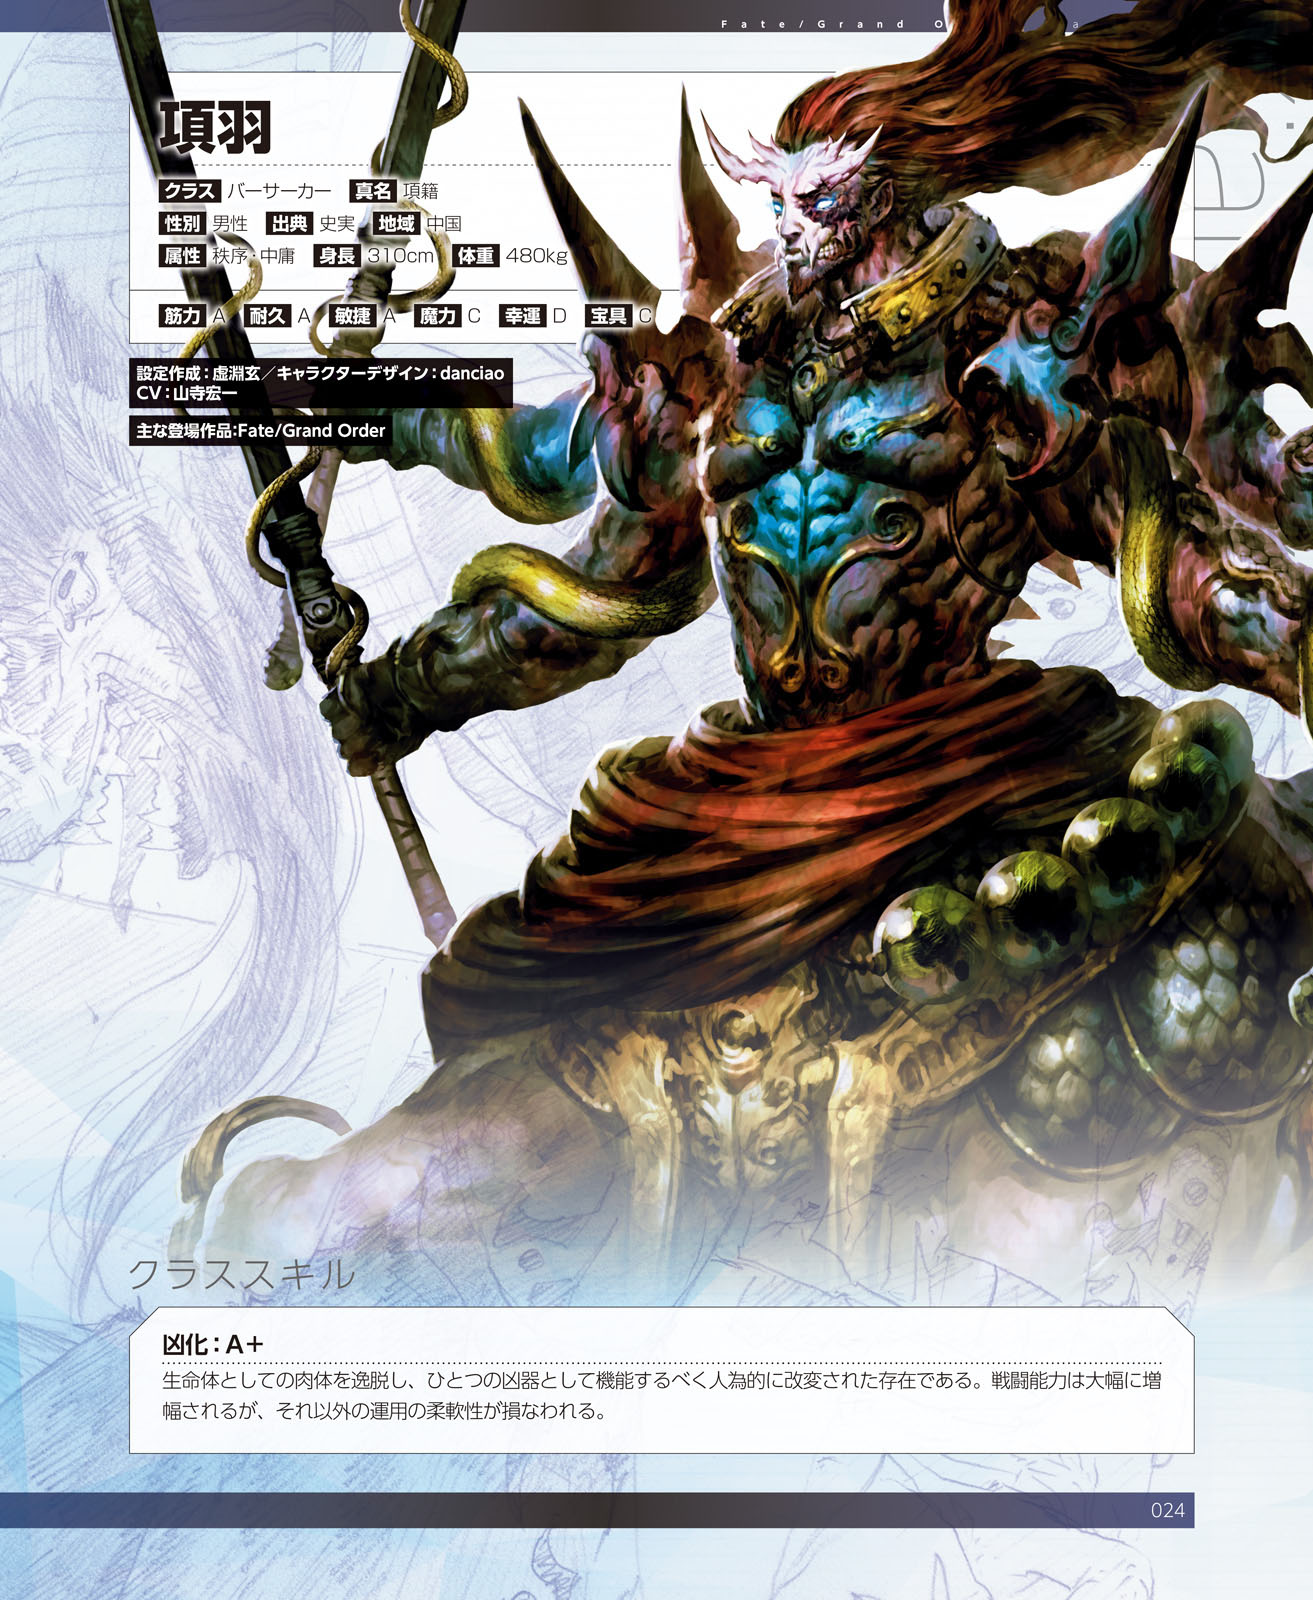 Fate/Grand O
項羽
クラス バーサーカー 真名 項籍
性別 男性 出典 史実 地域 中国
属性 秩序・中庸 身長 310cm 体重 480kg
筋力 A 耐久 A 敏捷 A 魔力 C 幸運 D 宝具 C
設定作成：虚淵玄／キャラクターデザイン：danciao
CV：山寺宏一
主な登場作品:Fate/Grand Order
クラススキル
凶化：A＋
生命体としての肉体を逸脱し、ひとつの凶器として機能するべく人為的に改変された存在である。戦闘能力は大幅に増
幅されるが、それ以外の運用の柔軟性が損なわれる。
024